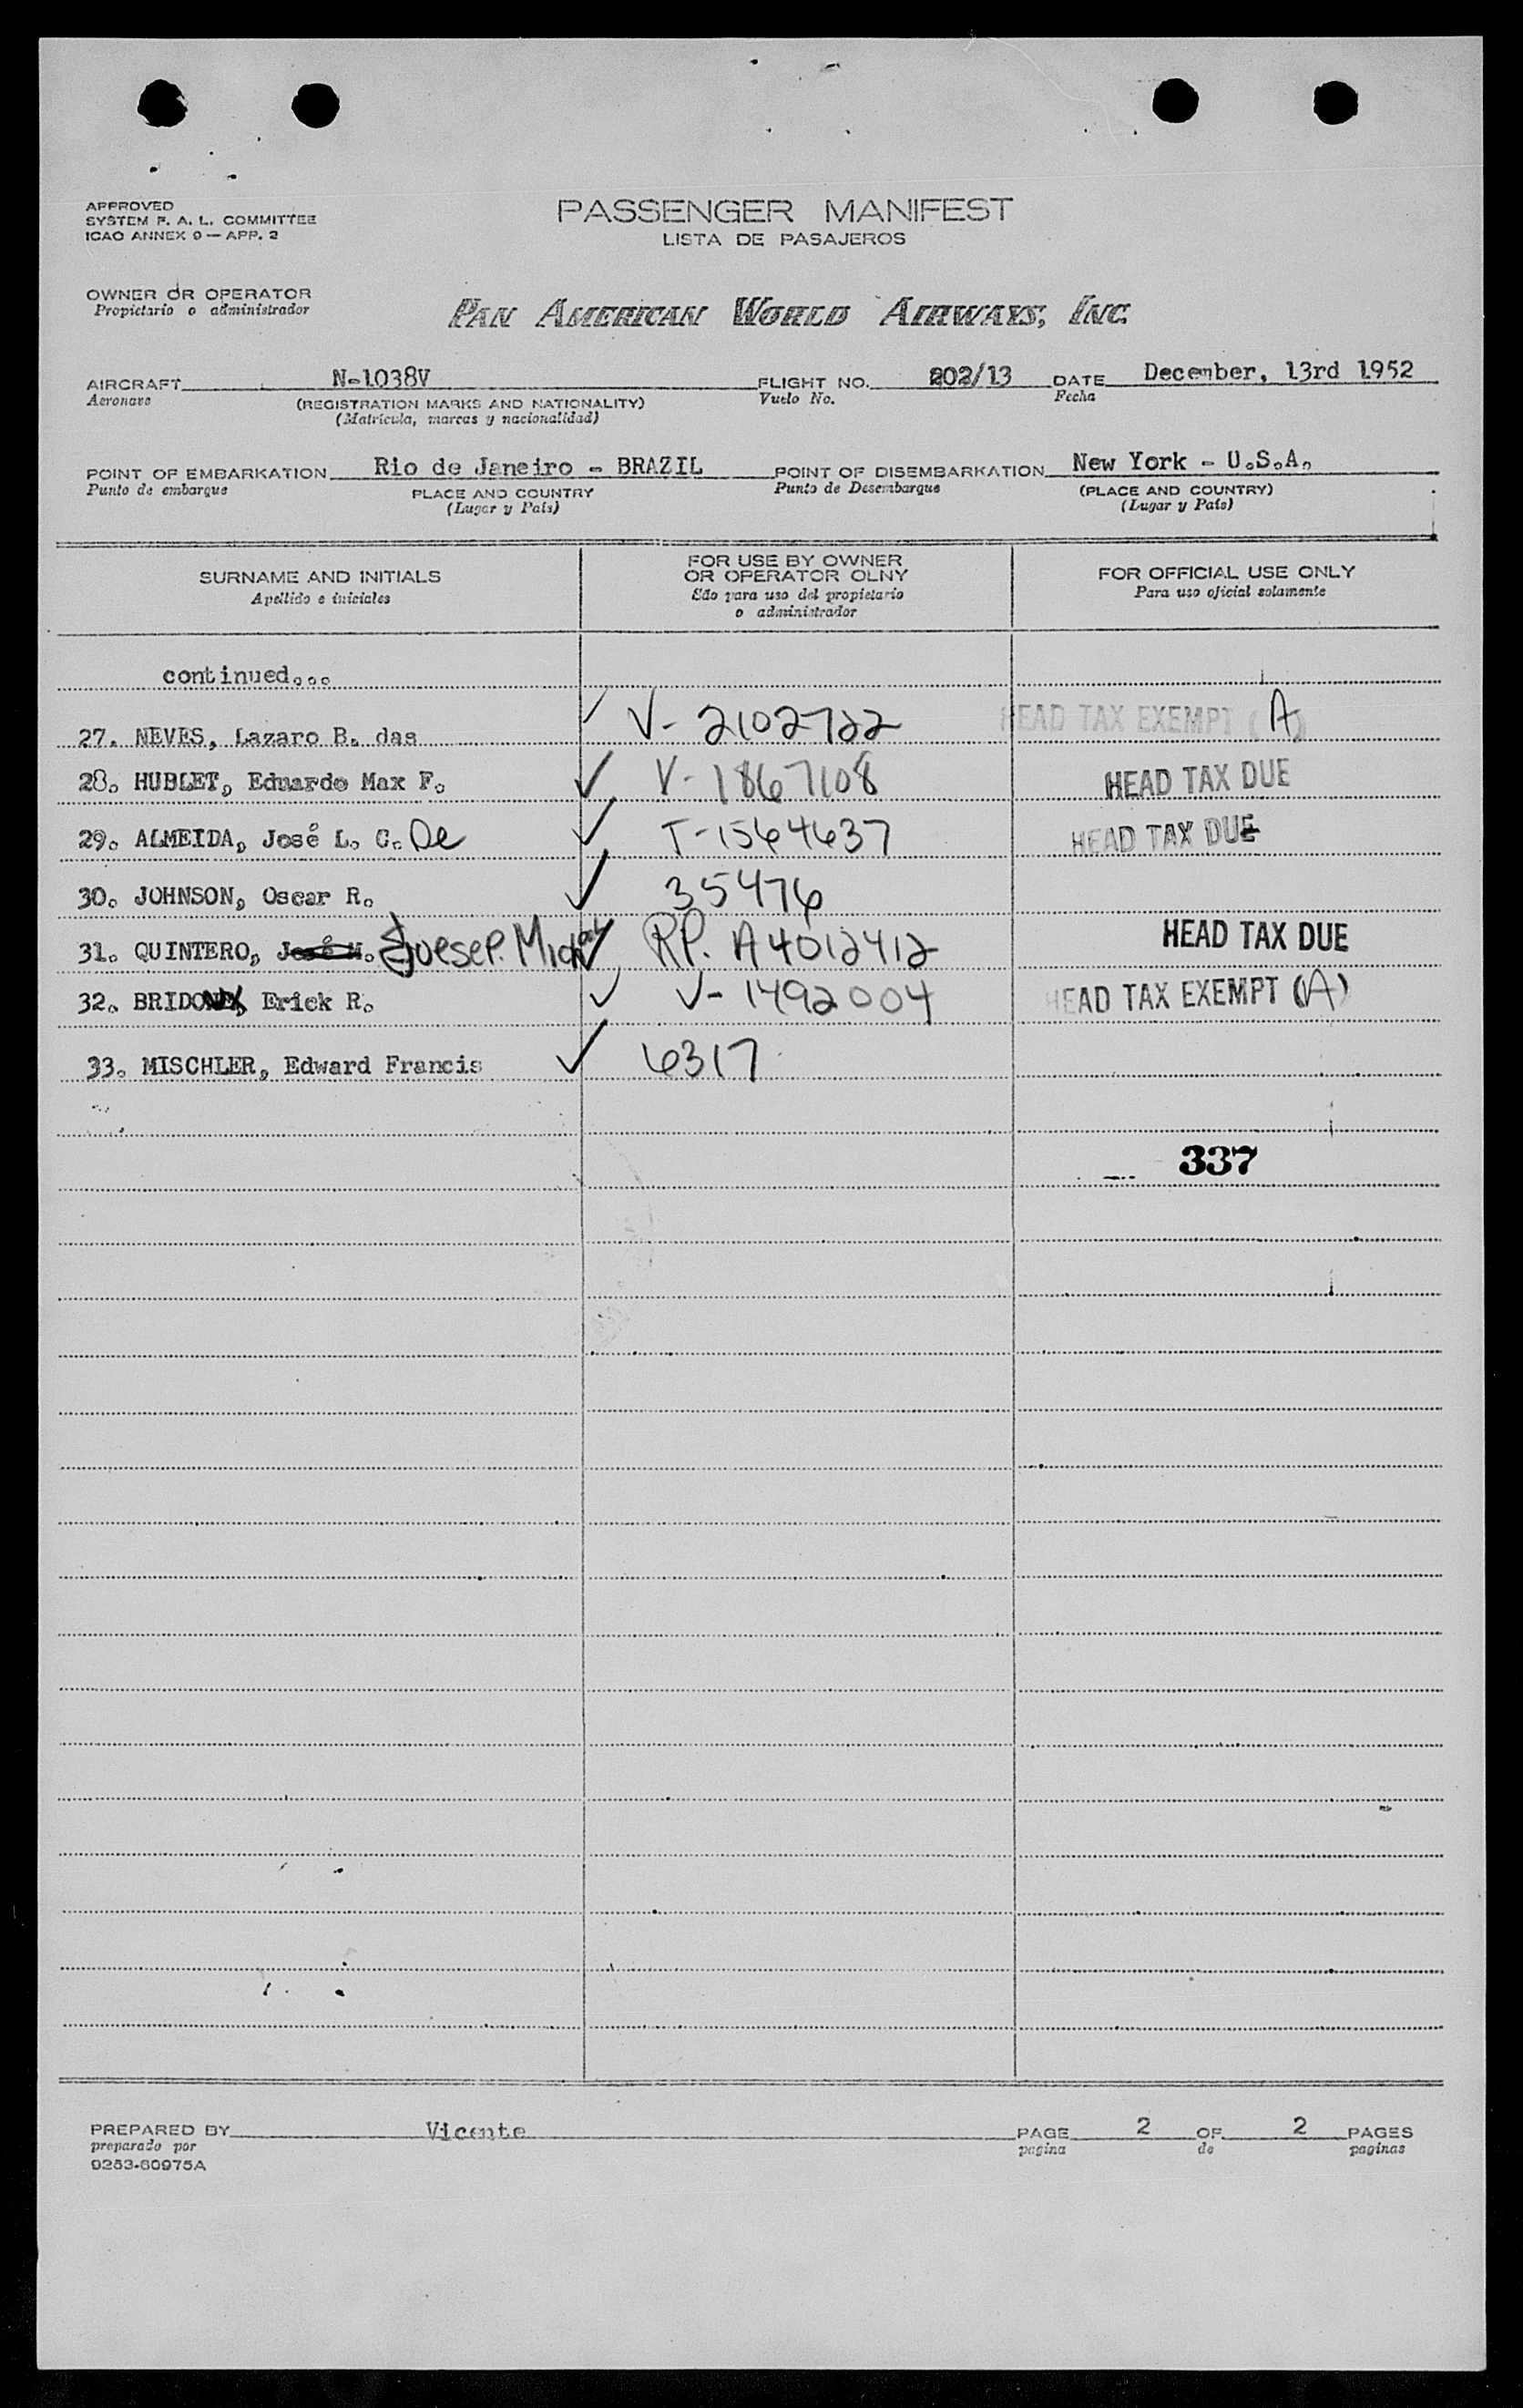 APPROVED
SYSTEM F. A. L. COMMITTEE
ICAO ANNEX 9 — APP. 2
PASSENGER MANIFEST
LISTA DE PASAJEROS
OWNER OR OPERATOR
Propietario o administrador
PAN AMERICAN WORLD AIRWAYS, INC.
AIRCRAFT N-1038V FLIGHT NO. 202/13 DATE December, 13rd 1952
Aeronave (REGISTRATION MARKS AND NATIONALITY) Vuelo No. Fecha
(Matricula, marcas y nacionalidad)
POINT OF EMBARKATION Rio de Janeiro - BRAZIL POINT OF DISEMBARKATION New York - U.S.A.
Punto de embarque PLACE AND COUNTRY Punto de Desembarque (PLACE AND COUNTRY)
(Lugar y País) (Lugar y País)
SURNAME AND INITIALS FOR USE BY OWNER OR OPERATOR OLNY FOR OFFICIAL USE ONLY
Apellido e iniciales São para uso del propietario o administrador Para uso oficial solamente
continued...
27. NEVES, Lazaro B. das ✓ V- 2102722 HEAD TAX EXEMPT (A)
28. HUBLET, Eduardo Max F. ✓ V-1867108 HEAD TAX DUE
29. ALMEIDA, José L. C. De ✓ T-1564637 HEAD TAX DUE
30. JOHNSON, Oscar R. ✓ 35476
31. QUINTERO, José M. ✓ RP. A4012412 HEAD TAX DUE
32. Erick R. ✓ V-1492004 HEAD TAX EXEMPT (A)
33. MISCHLER, Edward Francis ✓ 6317
337
PREPARED BY Vicente PAGE 2 OF 2 PAGES
preparado por pagina de paginas
9253-60975A